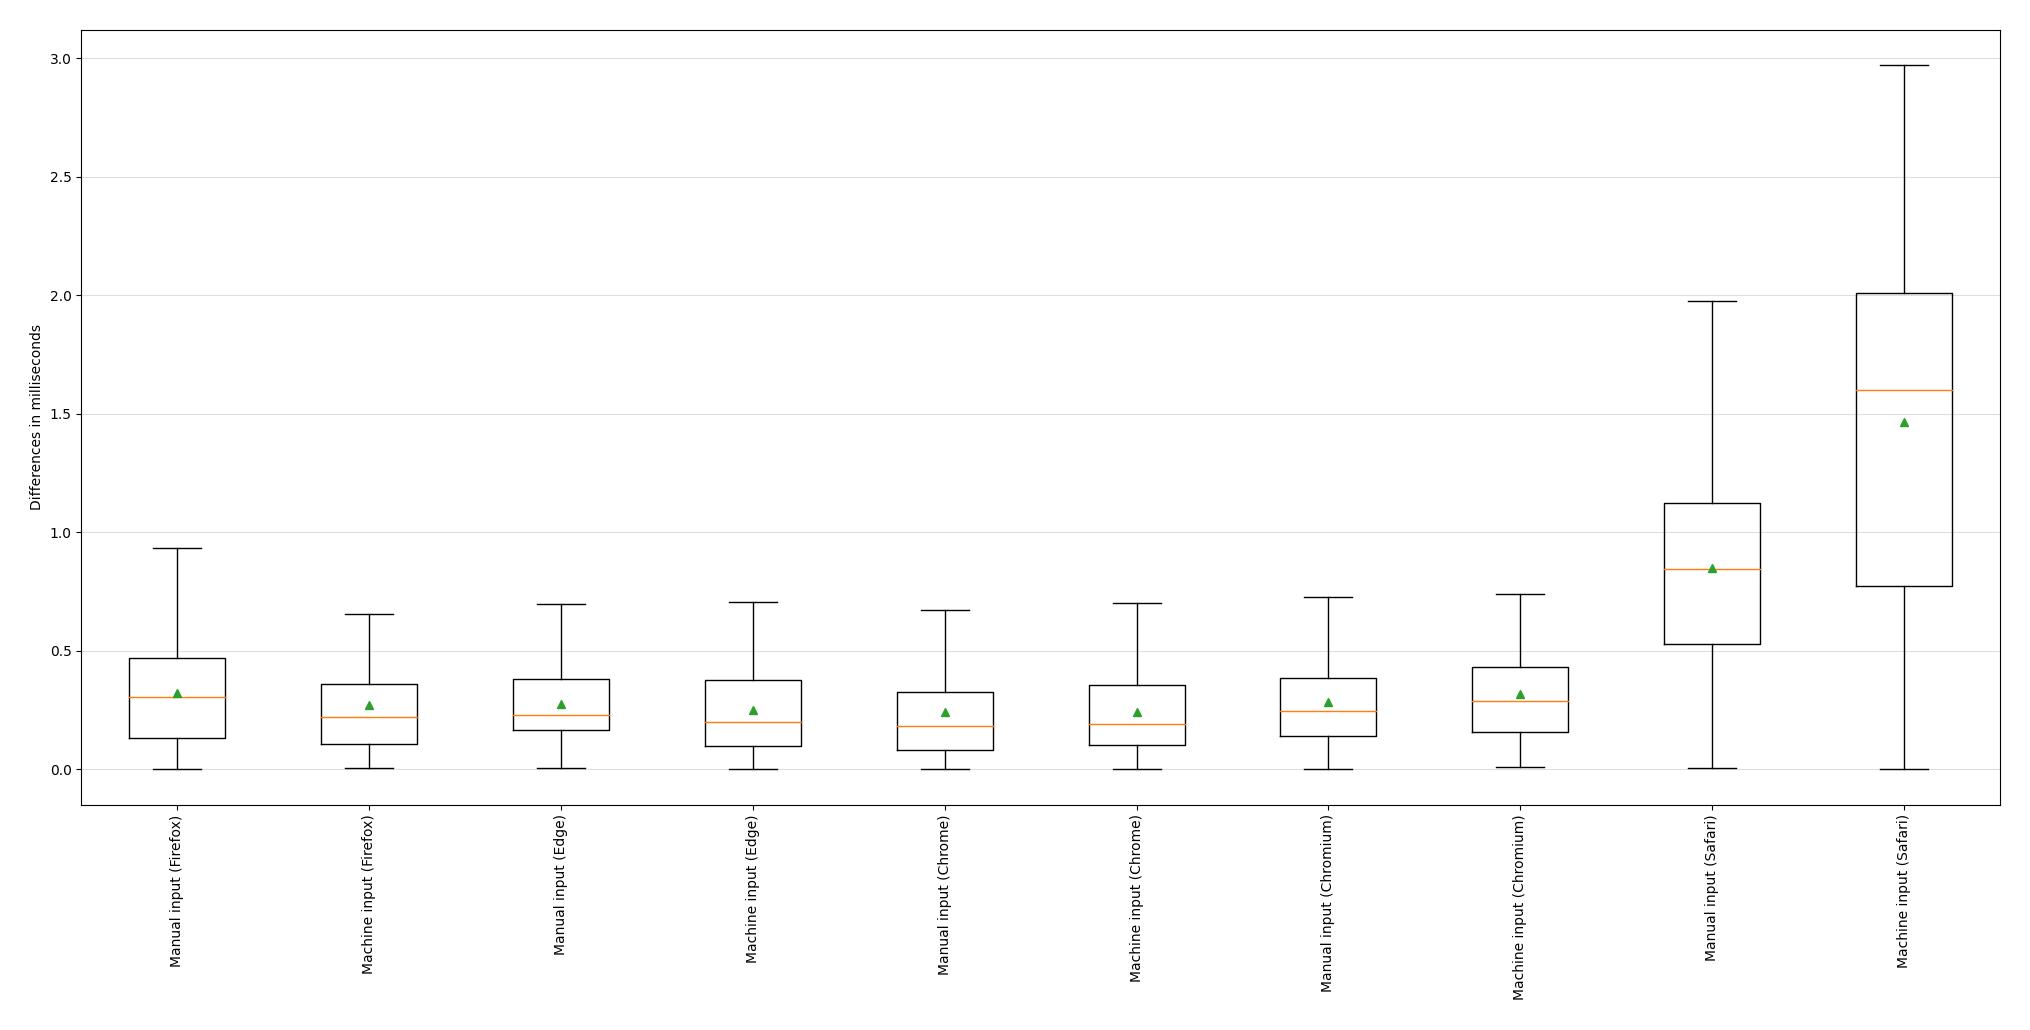 3.0
2.5
2.0
1.5
1.0
0.5
0.0
Differences in milliseconds
Manual input (Firefox)
Machine input (Firefox)
Manual input (Edge)
Machine input (Edge)
Manual input (Chrome)
Machine input (Chrome)
Manual input (Chromium)
Machine input (Chromium)
Manual input (Safari)
Machine input (Safari)